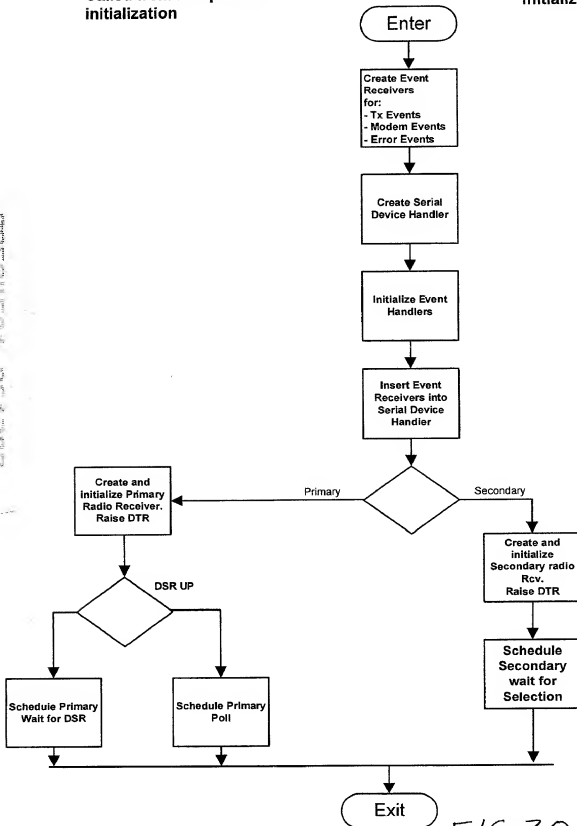 initialization
Enter
Create Event
Receivers
for:
- Tx Events
- Modem Events
- Error Events
Create Serial
Device Handler
Initialize Event
Handlers
Insert Event
Receivers into
Serial Device
Handler
Primary
Secondary
Create and
initialize Primary
Radio Receiver.
Raise DTR
Create and
initialize
Secondary radio
Rcv.
Raise DTR
DSR UP
Schedule Primary
Wait for DSR
Schedule Primary
Poll
Schedule
Secondary
wait for
Selection
Exit